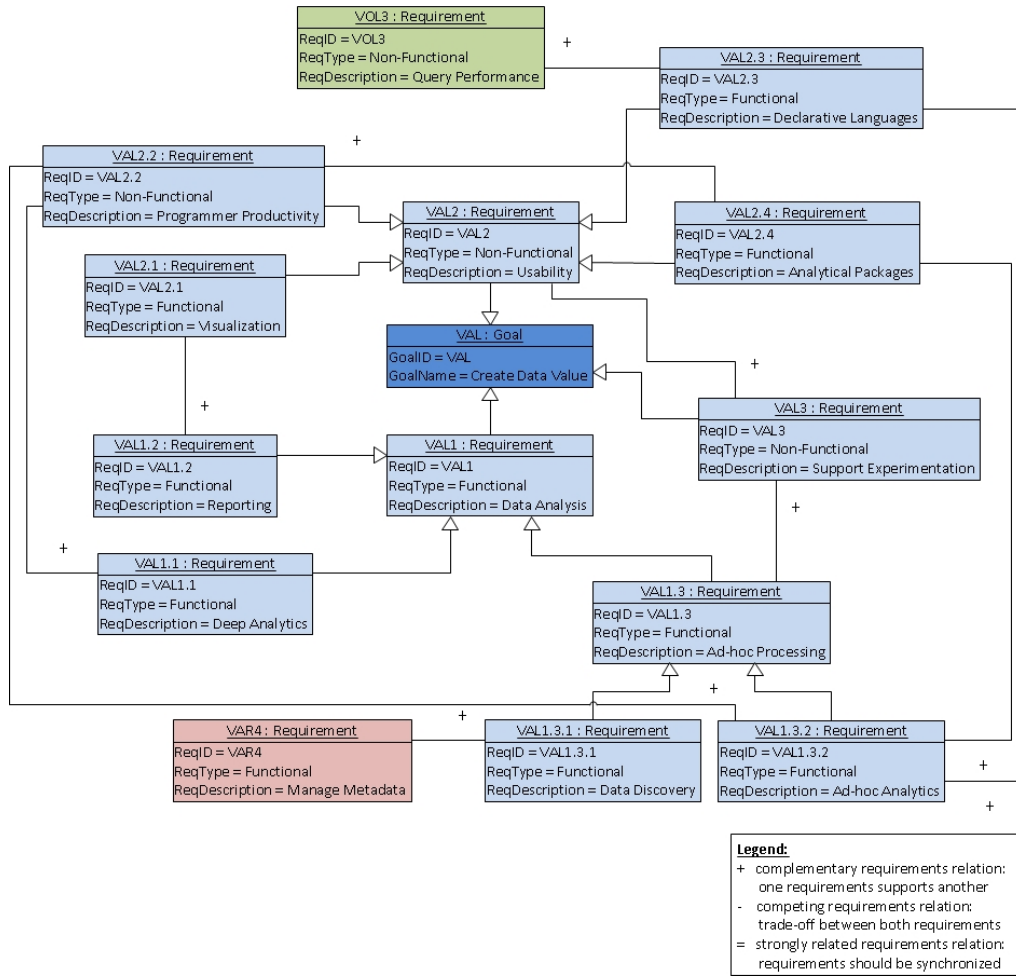 VOL3 : Requirement
ReqID = VOL3
ReqType = Non-Functional
ReqDescription = Query Performance
+
VAL2.3 : Requirement
ReqID = VAL2.3
ReqType = Functional
ReqDescription = Declarative Languages
+
VAL2.2 : Requirement
ReqID = VAL2.2
ReqType = Non-Functional
ReqDescription = Programmer Productivity
VAL2 : Requirement
ReqID = VAL2
ReqType = Non-Functional
ReqDescription = Usability
VAL2.4 : Requirement
ReqID = VAL2.4
ReqType = Functional
ReqDescription = Analytical Packages
VAL2.1 : Requirement
ReqID = VAL2.1
ReqType = Functional
ReqDescription = Visualization
VAL : Goal
GoalID = VAL
GoalName = Create Data Value
+
+
VAL3 : Requirement
ReqID = VAL3
ReqType = Non-Functional
ReqDescription = Support Experimentation
VAL1.2 : Requirement
ReqID = VAL1.2
ReqType = Functional
ReqDescription = Reporting
VAL1 : Requirement
ReqID = VAL1
ReqType = Functional
ReqDescription = Data Analysis
+
+
VAL1.1 : Requirement
ReqID = VAL1.1
ReqType = Functional
ReqDescription = Deep Analytics
VAL1.3 : Requirement
ReqID = VAL1.3
ReqType = Functional
ReqDescription = Ad-hoc Processing
+
+
VAR4 : Requirement
ReqID = VAR4
ReqType = Functional
ReqDescription = Manage Metadata
VAL1.3.1 : Requirement
ReqID = VAL1.3.1
ReqType = Functional
ReqDescription = Data Discovery
VAL1.3.2 : Requirement
ReqID = VAL1.3.2
ReqType = Functional
ReqDescription = Ad-hoc Analytics
+
+
Legend:
+ complementary requirements relation:
one requirements supports another
- competing requirements relation:
trade-off between both requirements
= strongly related requirements relation:
requirements should be synchronized